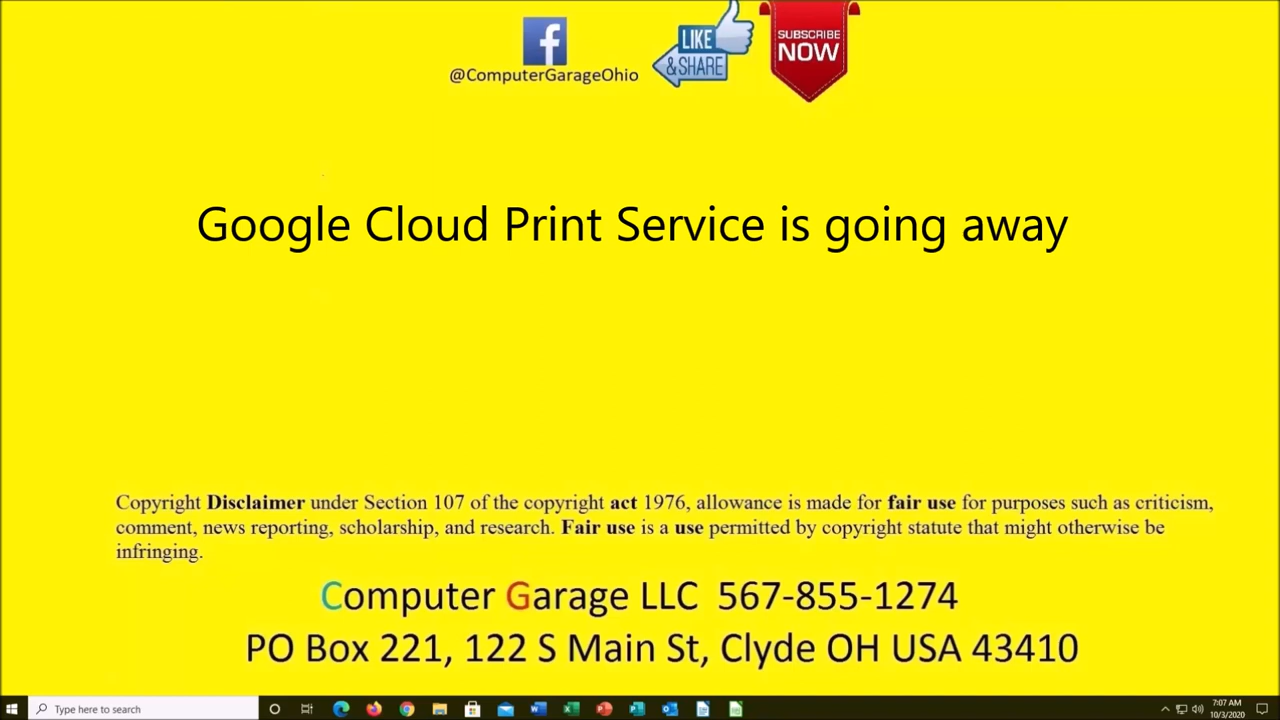 LIKE
& SHARE
SUBSCRIBE
NOW
@ComputerGarageOhio
Google Cloud Print Service is going away
Copyright Disclaimer under Section 107 of the copyright act 1976, allowance is made for fair use for purposes such as criticism,
comment, news reporting, scholarship, and research. Fair use is a use permitted by copyright statute that might otherwise be
infringing.
Computer Garage LLC 567-855-1274
PO Box 221, 122 S Main St, Clyde OH USA 43410
Type here to search
7:07 AM
10/3/2020